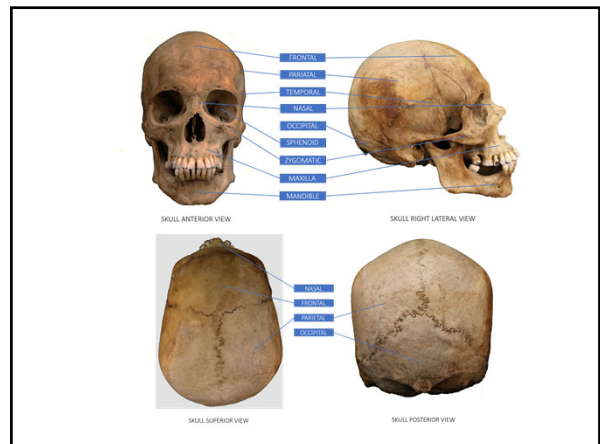 FRONTAL
PARIATAL
TEMPORAL
NASAL
OCCIPITAL
SPHENOID
ZYGOMATIC
MAXILLA
MANDIBLE
SKULL ANTERIOR VIEW
SKULL RIGHT LATERAL VIEW
NASAL
FRONTAL
PARIETAL
OCCIPITAL
SKULL SUPERIOR VIEW
SKULL POSTERIOR VIEW